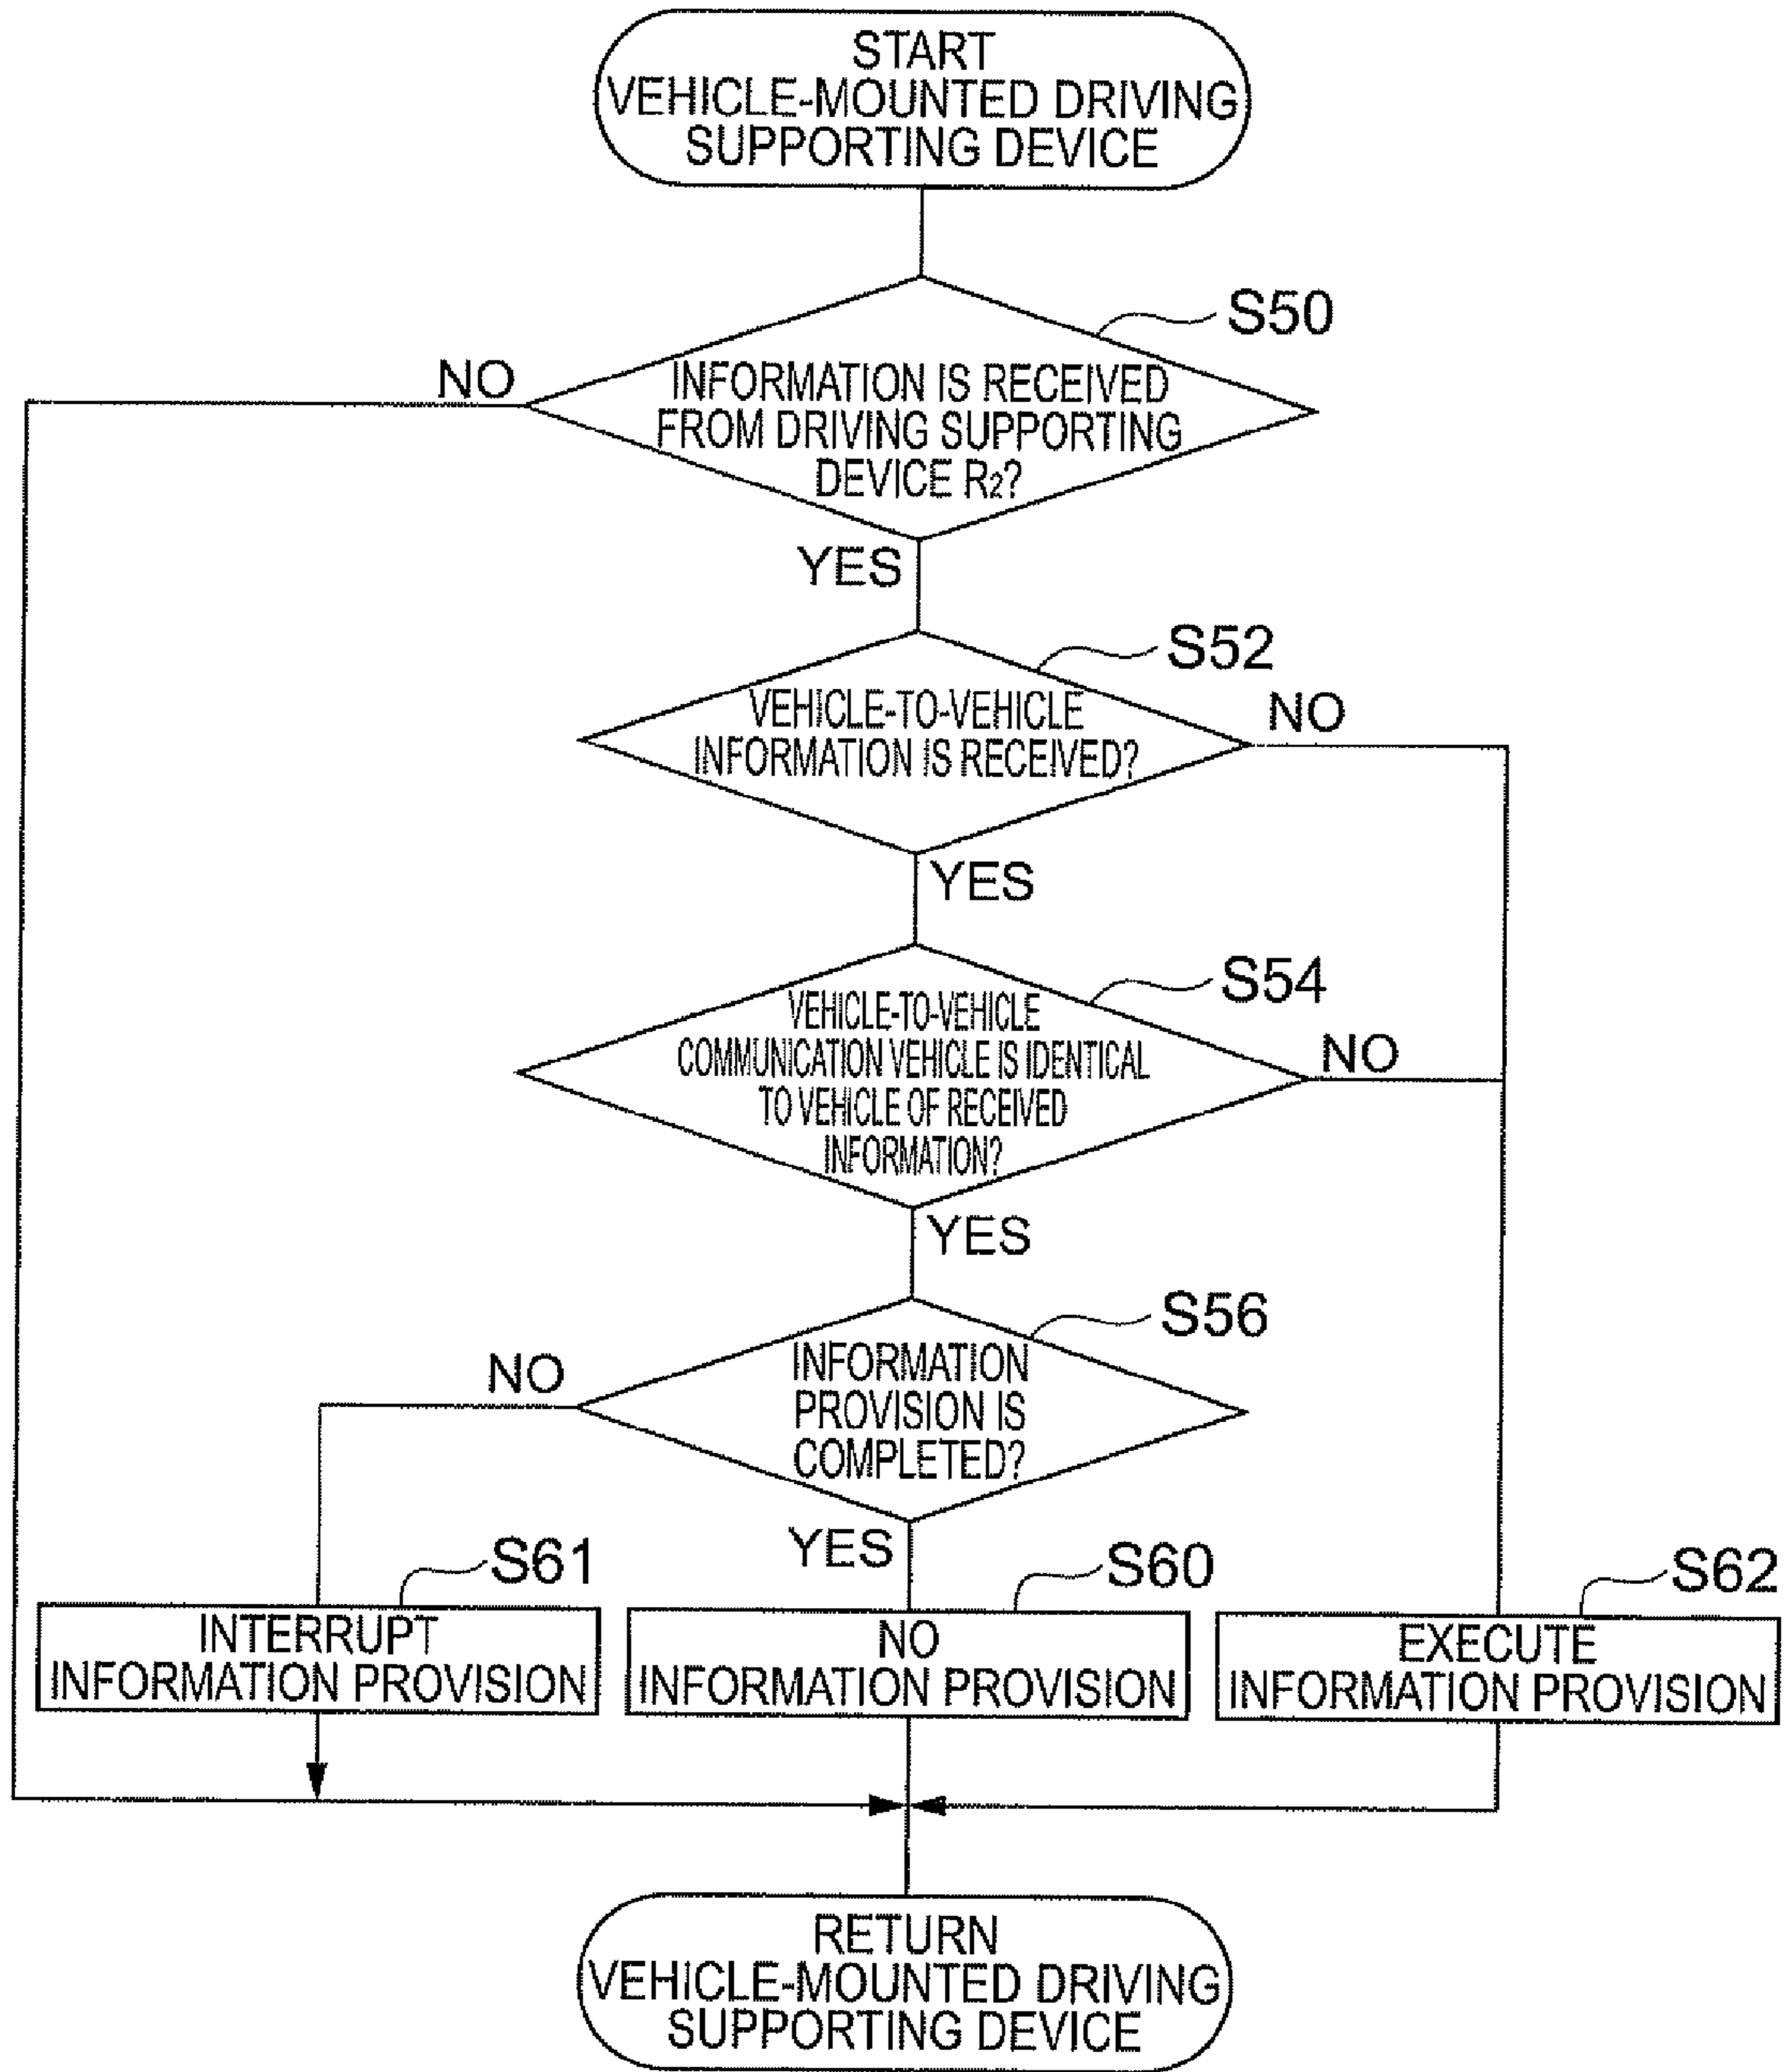 START
VEHICLE-MOUNTED DRIVING
SUPPORTING DEVICE
S50
NO
INFORMATION IS RECEIVED
FROM DRIVING SUPPORTING
DEVICE R₂?
YES
S52
VEHICLE-TO-VEHICLE
INFORMATION IS RECEIVED?
NO
YES
S54
VEHICLE-TO-VEHICLE
COMMUNICATION VEHICLE IS IDENTICAL
TO VEHICLE OF RECEIVED
INFORMATION?
NO
YES
S56
NO
INFORMATION
PROVISION IS
COMPLETED?
YES
S61
INTERRUPT
INFORMATION PROVISION
S60
NO
INFORMATION PROVISION
S62
EXECUTE
INFORMATION PROVISION
RETURN
VEHICLE-MOUNTED DRIVING
SUPPORTING DEVICE